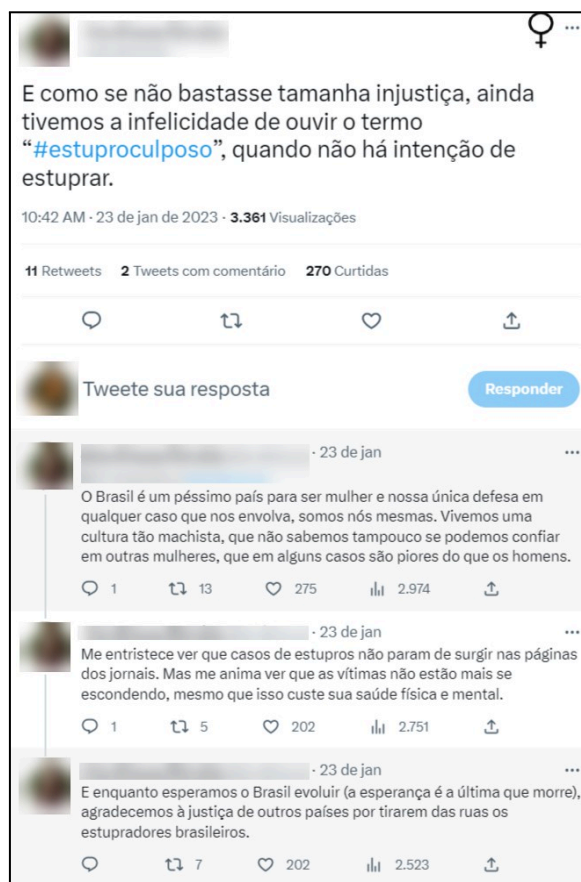 E como se não bastasse tamanha injustiça, ainda
tivemos a infelicidade de ouvir o termo
“#estuproculposo”, quando não há intenção de
estuprar.
10:42 AM · 23 de jan de 2023 · 3.361 Visualizações
11 Retweets 2 Tweets com comentário 270 Curtidas
Tweete sua resposta
Responder
· 23 de jan
O Brasil é um péssimo país para ser mulher e nossa única defesa em
qualquer caso que nos envolva, somos nós mesmas. Vivemos uma
cultura tão machista, que não sabemos tampouco se podemos confiar
em outras mulheres, que em alguns casos são piores do que os homens.
1 13 275 2.974
· 23 de jan
Me entristece ver que casos de estupros não param de surgir nas páginas
dos jornais. Mas me anima ver que as vítimas não estão mais se
escondendo, mesmo que isso custe sua saúde física e mental.
1 5 202 2.751
· 23 de jan
E enquanto esperamos o Brasil evoluir (a esperança é a última que morre),
agradecemos à justiça de outros países por tirarem das ruas os
estupradores brasileiros.
7 202 2.523